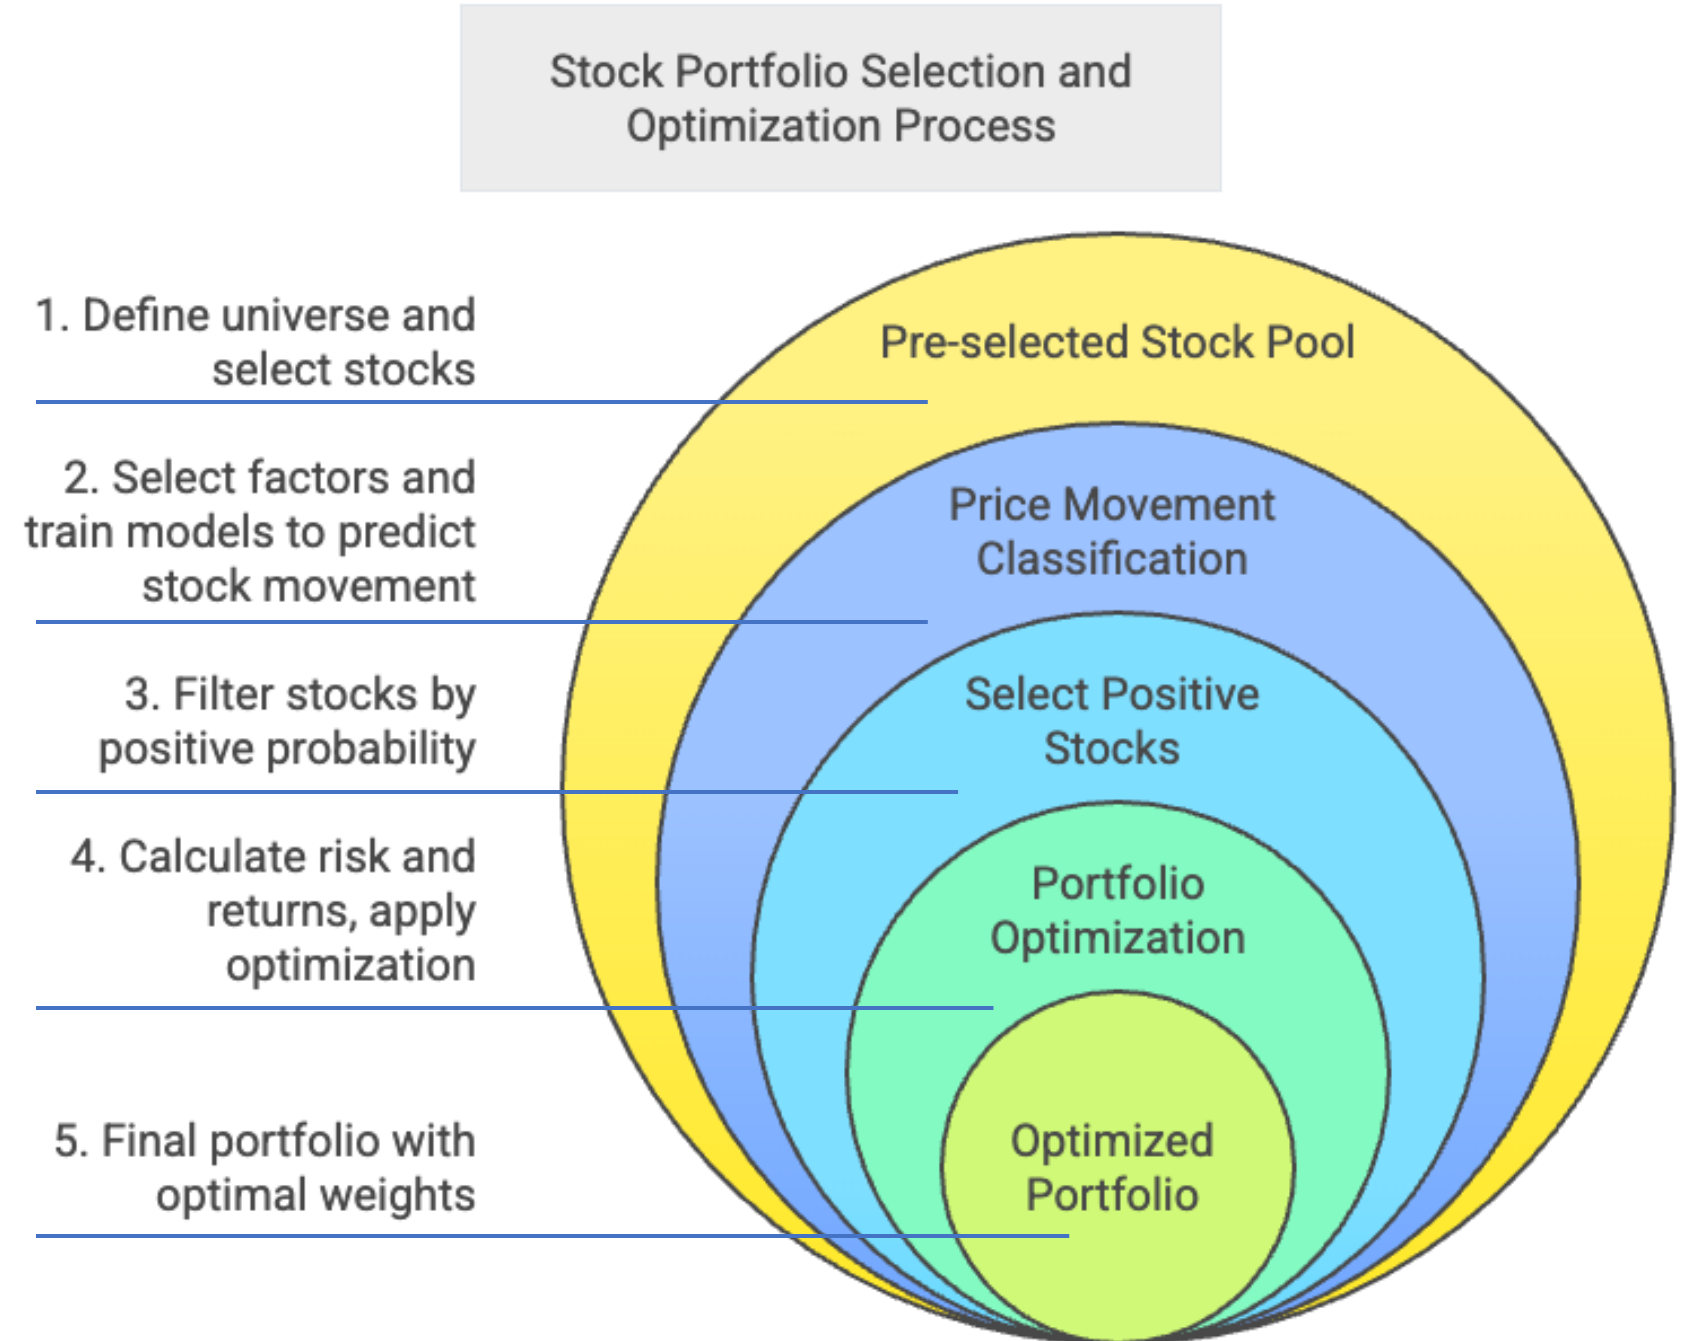 Stock Portfolio Selection and
Optimization Process
1. Define universe and
select stocks
Pre-selected Stock Pool
2. Select factors and
train models to predict
stock movement
Price Movement
Classification
3. Filter stocks by
positive probability
Select Positive
Stocks
4. Calculate risk and
returns, apply
optimization
Portfolio
Optimization
5. Final portfolio with
optimal weights
Optimized
Portfolio